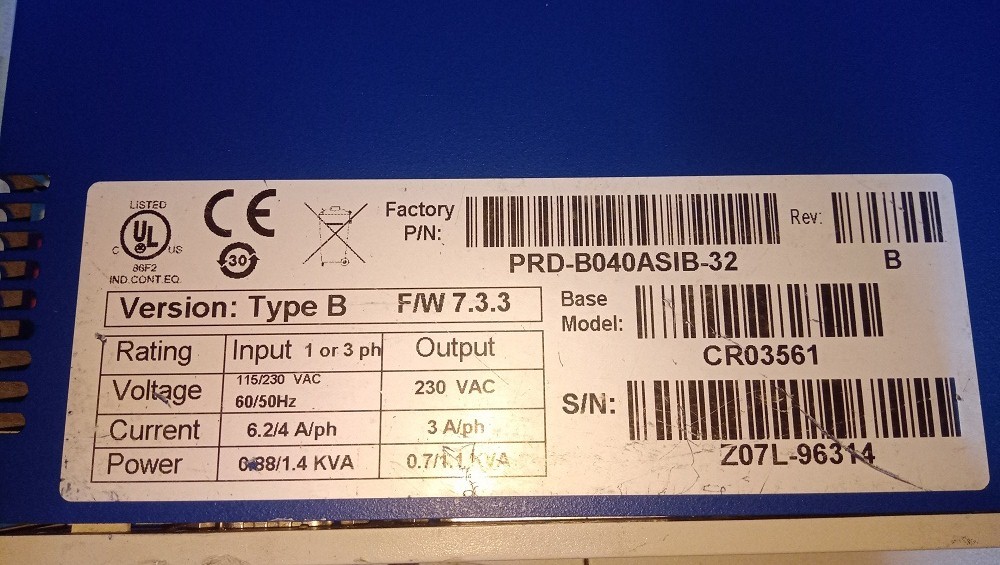 LISTED
UL
C US
86F2
IND.CONT.EQ.
CE
30
Factory P/N:
PRD-B040ASIB-32
Rev:
B
Version: Type B F/W 7.3.3
Base Model:
CR03561
Rating Input 1 or 3 ph Output
Voltage 115/230 VAC 60/50Hz 230 VAC
Current 6.2/4 A/ph 3 A/ph
Power 0.88/1.4 KVA 0.7/1.1 KVA
S/N:
Z07L-96314